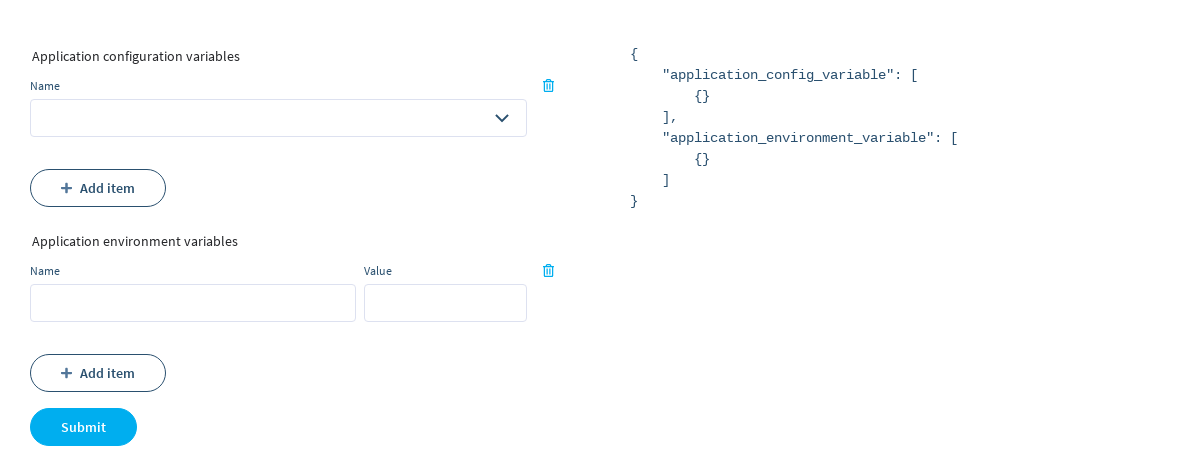 Application configuration variables
Name
+ Add item
Application environment variables
Name Value
+ Add item
Submit
{
    "application_config_variable": [
        {}
    ],
    "application_environment_variable": [
        {}
    ]
}